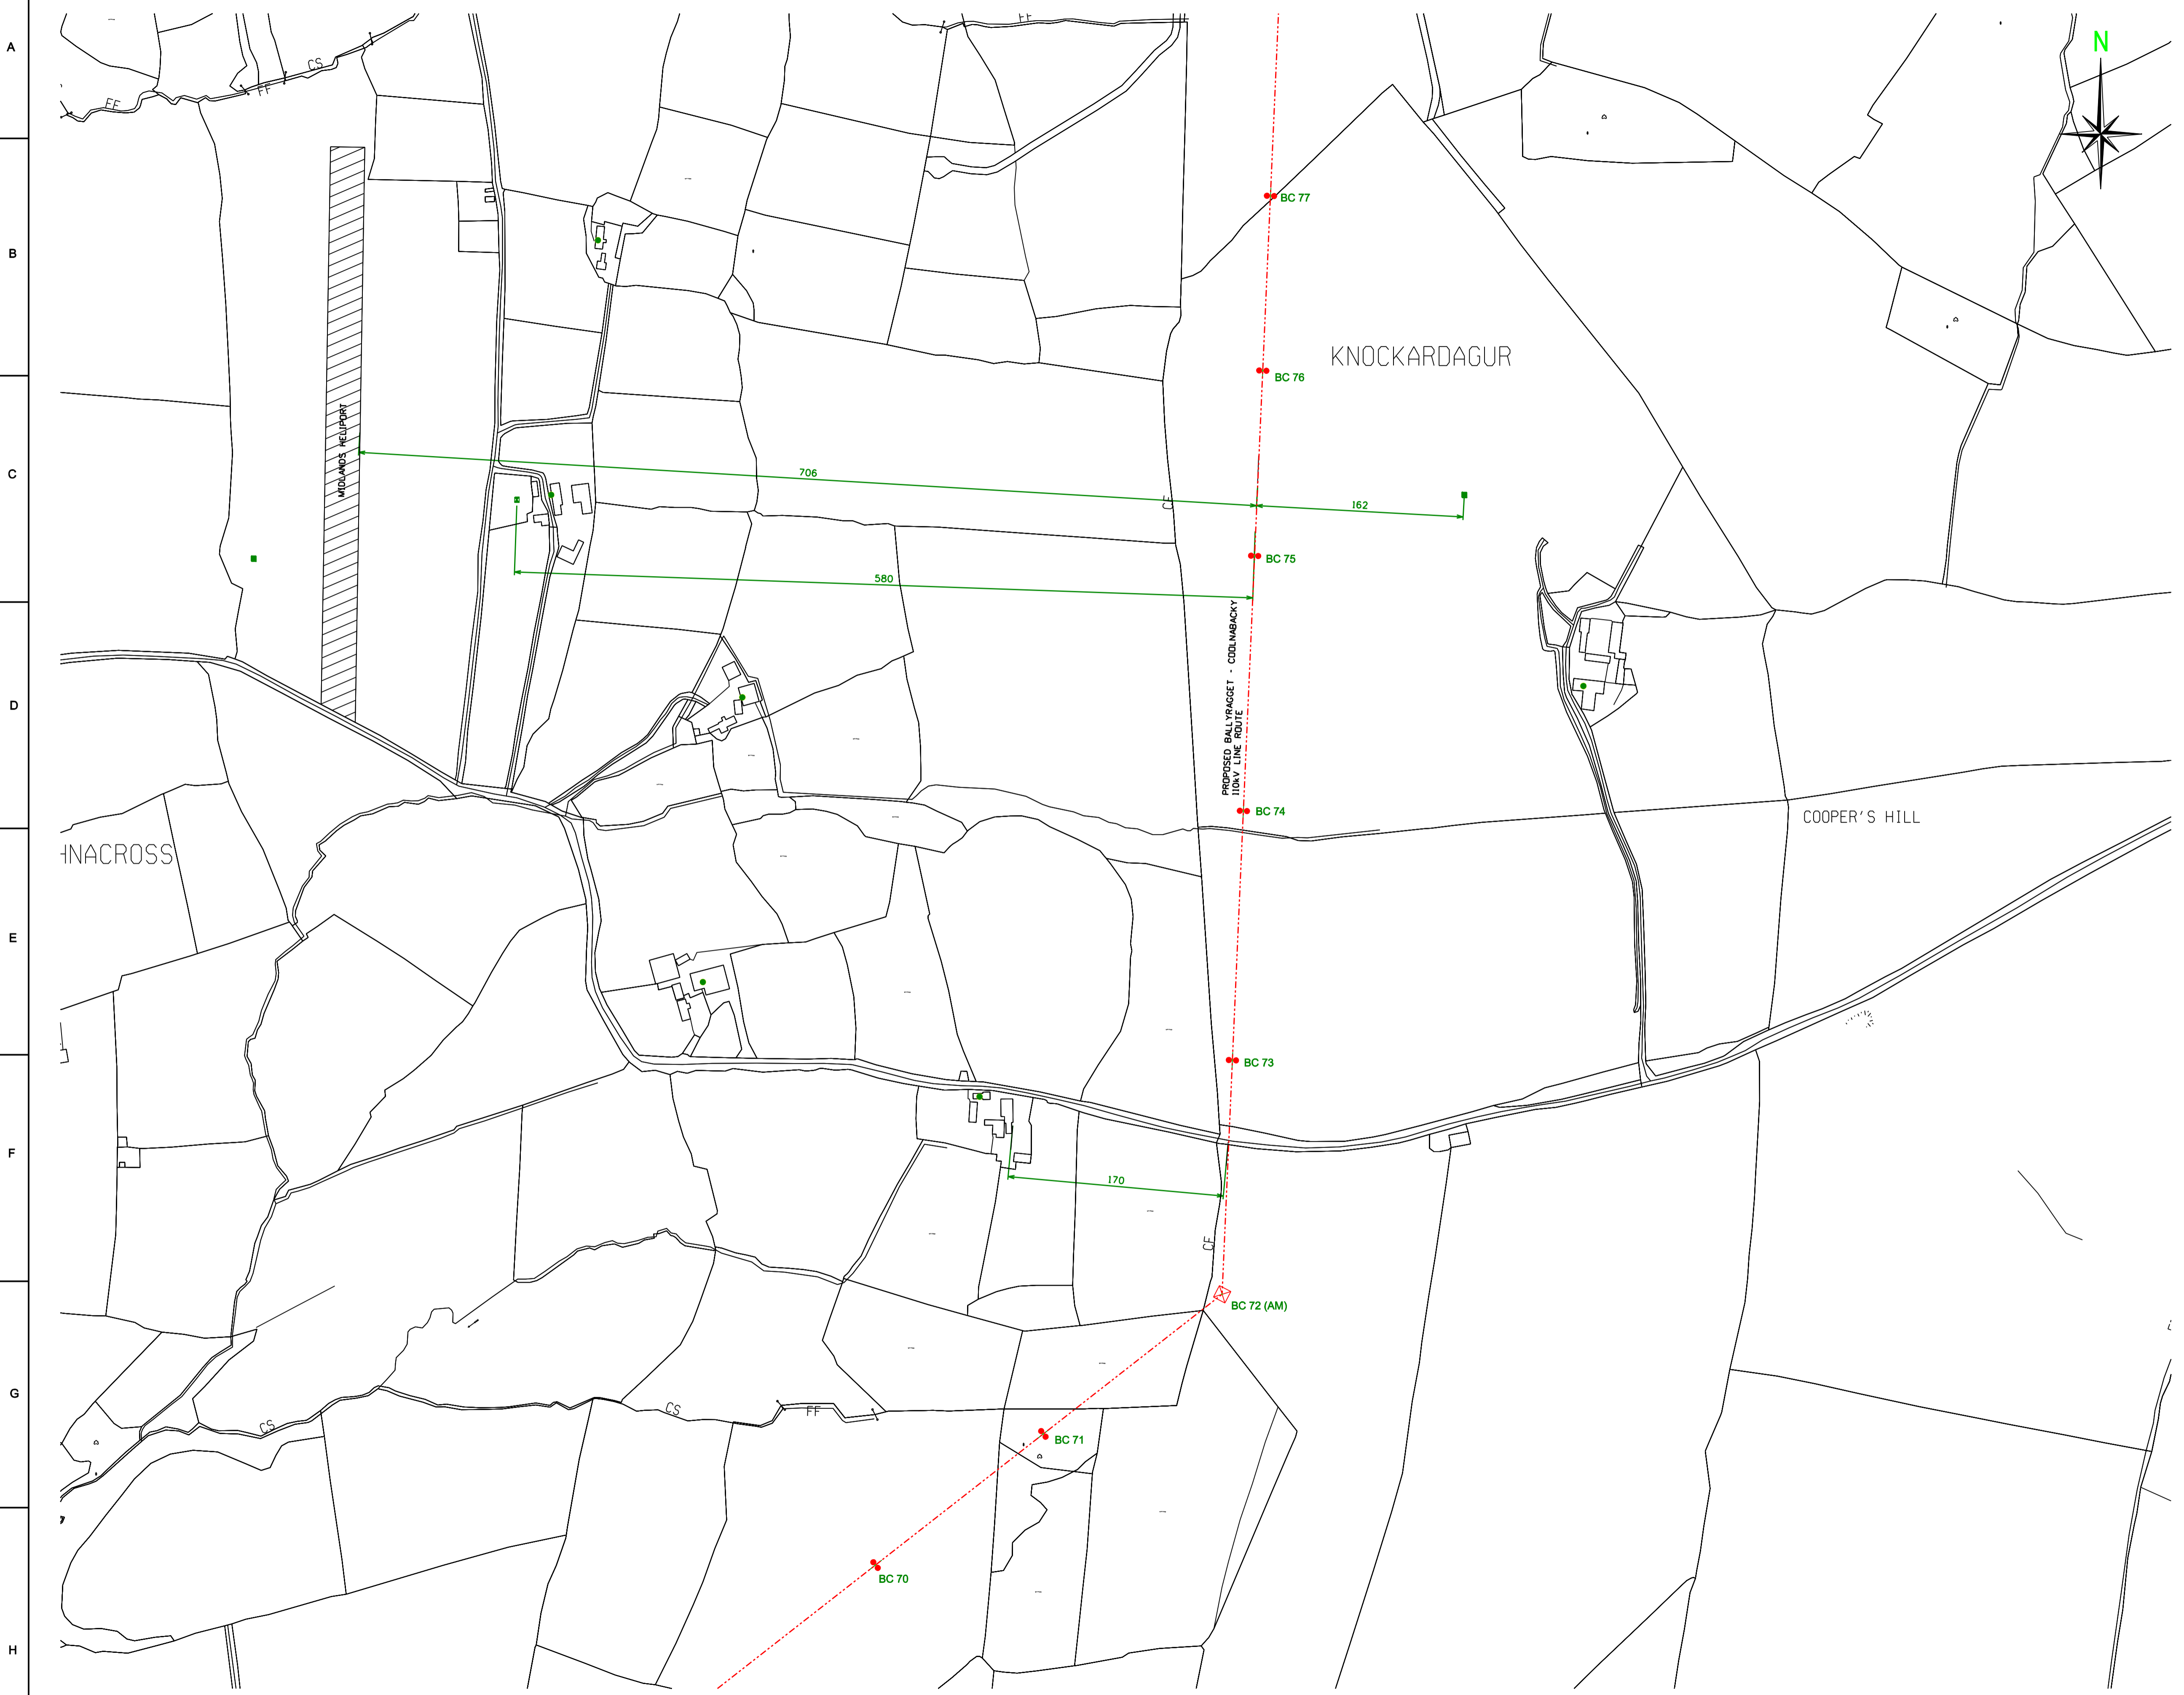 A
FF
CS
FF
FF
N
B
BC 77
KNOCKARDAGUR
BC 76
MIDLANDS HELIPORT
C
706
CF
162
BC 75
580
PROPOSED BALLYRAGGET - COOLNABACKY
110kV LINE ROUTE
D
BC 74
COOPER'S HILL
HNACROSS
E
BC 73
F
170
CF
BC 72 (AM)
G
CS
CS
FF
BC 71
BC 70
H